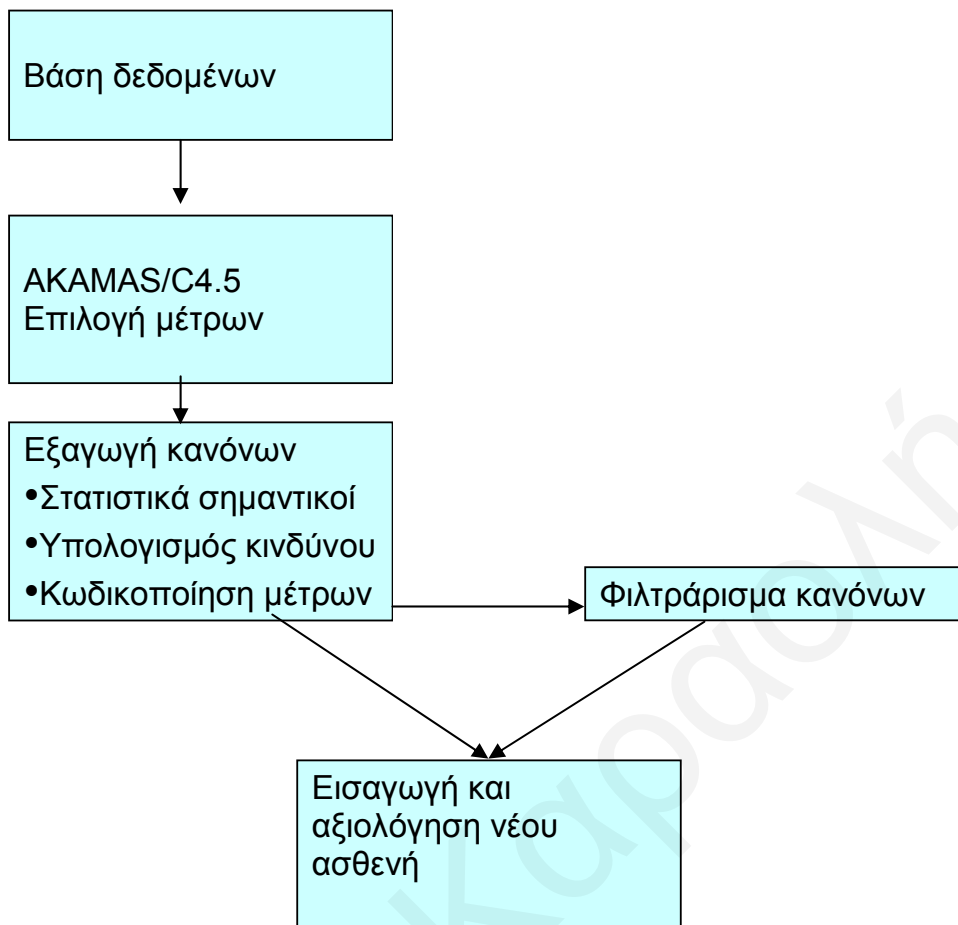 Βάση δεδομένων
AKAMAS/C4.5
Επιλογή μέτρων
Εξαγωγή κανόνων
•Στατιστικά σημαντικοί
•Υπολογισμός κινδύνου
•Κωδικοποίηση μέτρων
Φιλτράρισμα κανόνων
Εισαγωγή και
αξιολόγηση νέου
ασθενή
Καραολή